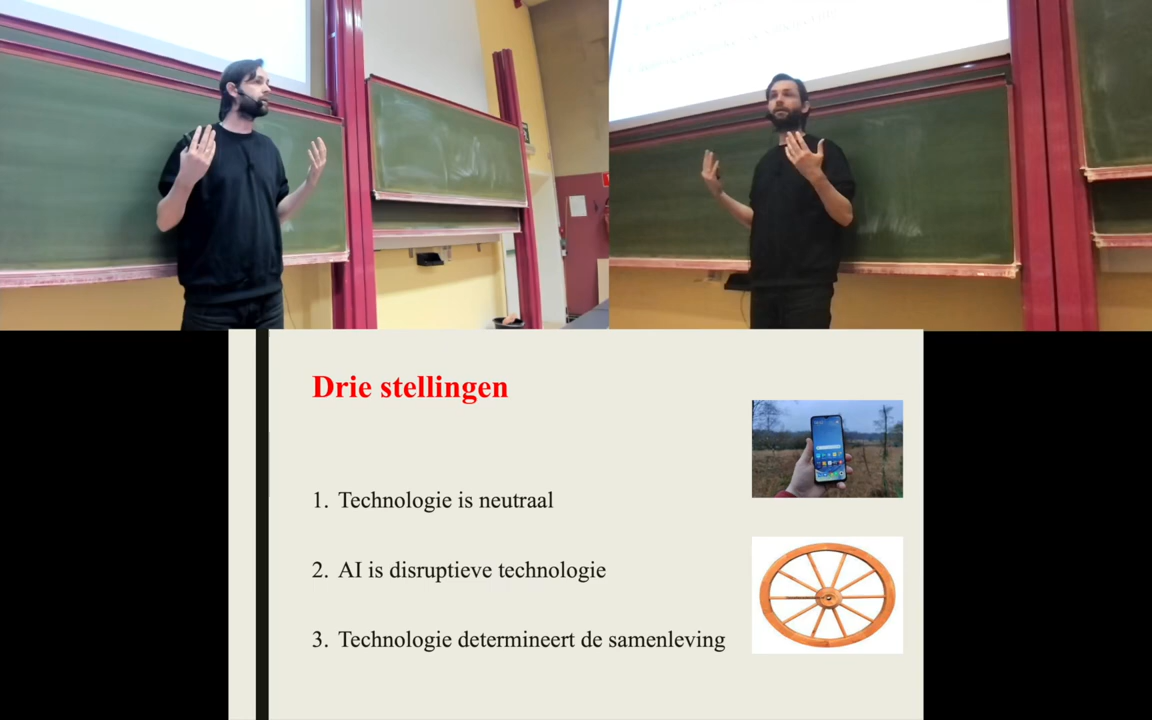 Drie stellingen
1. Technologie is neutraal
2. AI is disruptieve technologie
3. Technologie determineert de samenleving